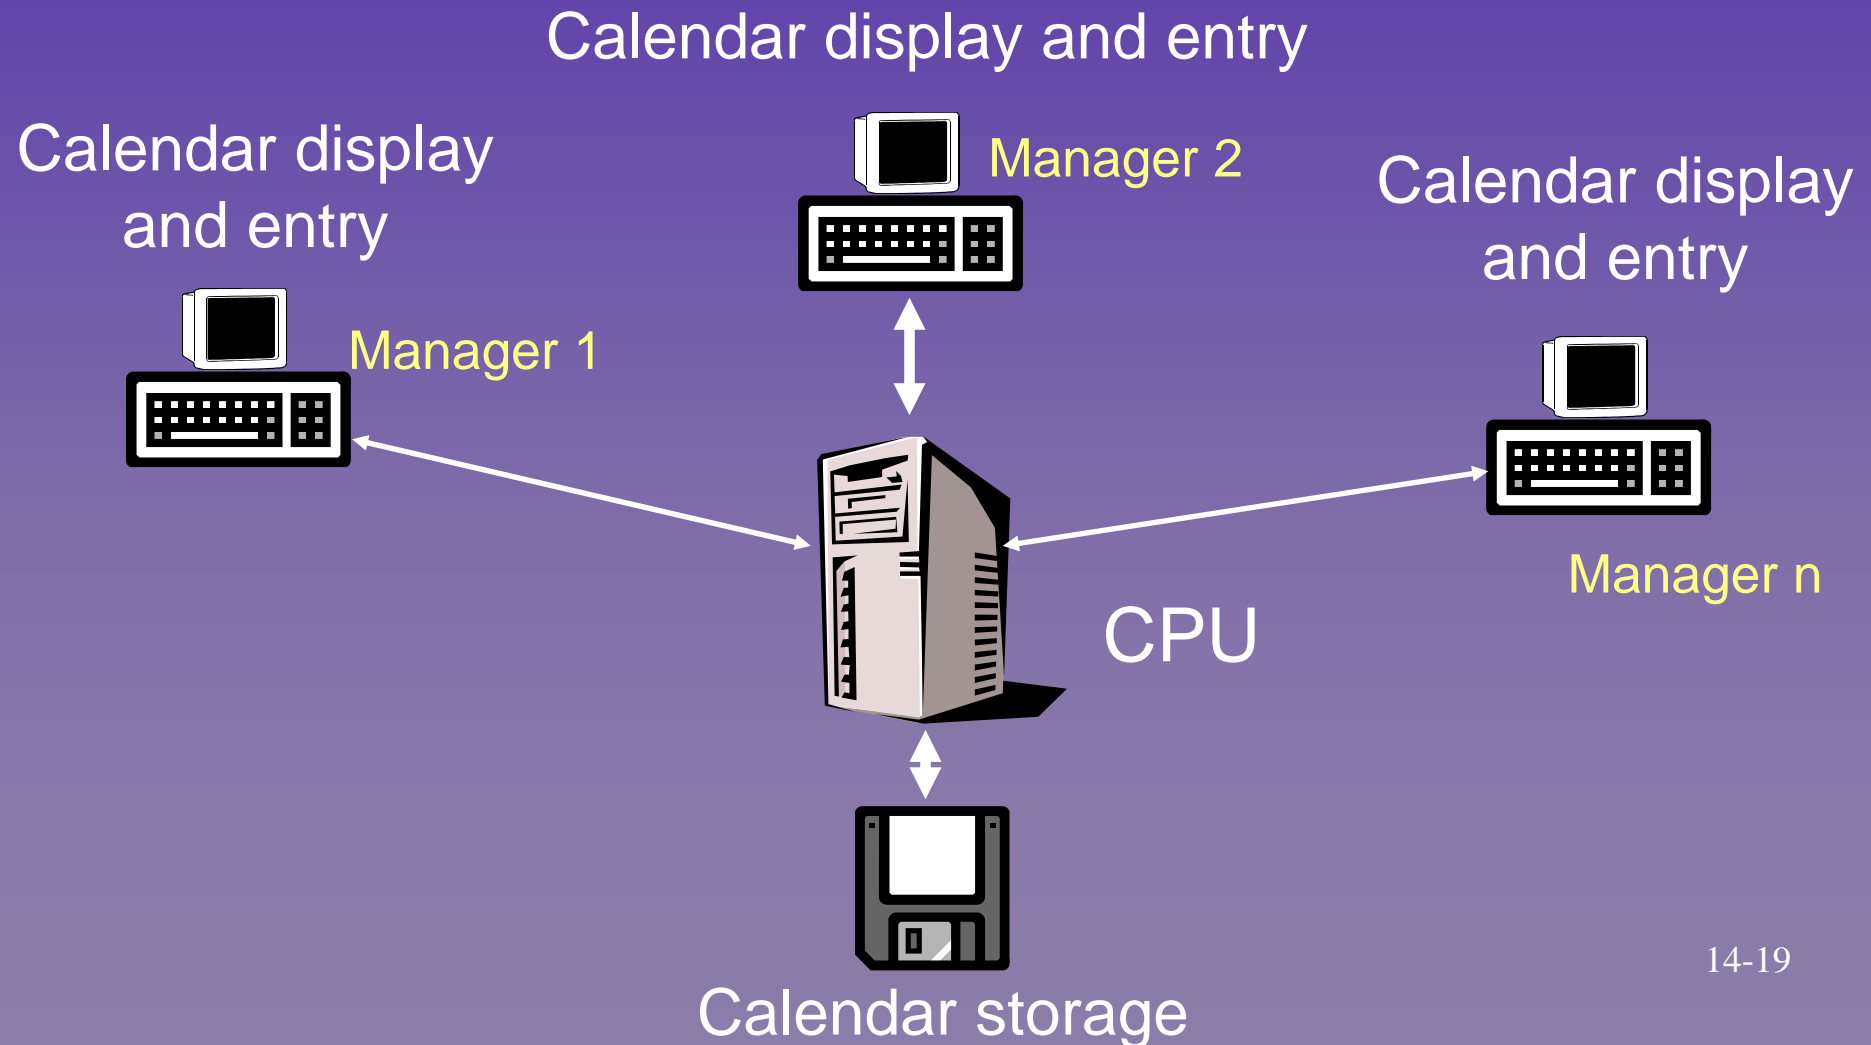 Calendar display and entry
Calendar display
and entry
Manager 1
Manager 2
Calendar display
and entry
Manager n
CPU
Calendar storage
14-19